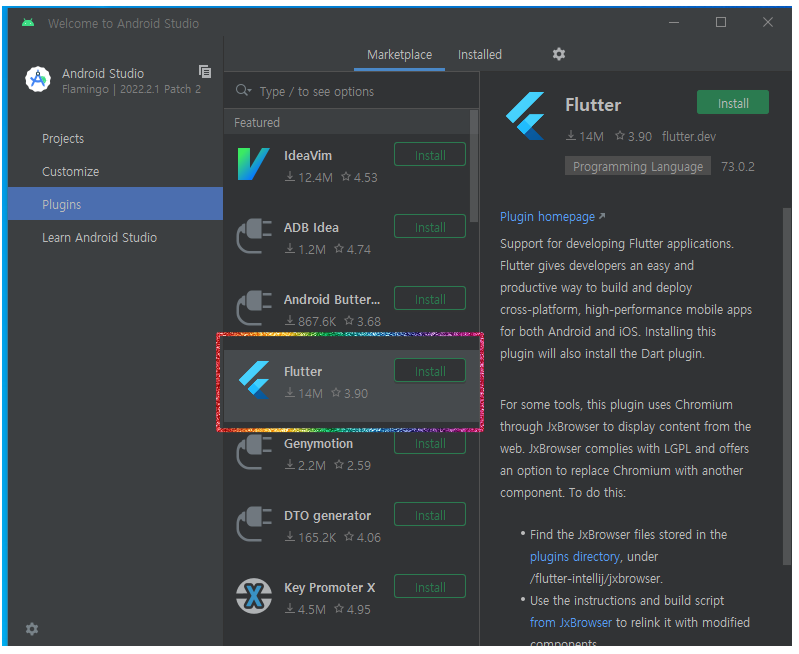 Welcome to Android Studio
Android Studio
Flamingo | 2022.2.1 Patch 2
Projects
Customize
Plugins
Learn Android Studio
Marketplace
Installed
Type / to see options
Featured
IdeaVim
Install
12.4M 4.53
ADB Idea
Install
1.2M 4.74
Android Butter...
Install
867.6K 3.68
Flutter
Install
14M 3.90
Genymotion
Install
2.2M 2.59
DTO generator
Install
165.2K 4.06
Key Promoter X
Install
4.5M 4.95
Flutter
Install
14M 3.90 flutter.dev
Programming Language 73.0.2
Plugin homepage ↗
Support for developing Flutter applications.
Flutter gives developers an easy and
productive way to build and deploy
cross-platform, high-performance mobile apps
for both Android and iOS. Installing this
plugin will also install the Dart plugin.
For some tools, this plugin uses Chromium
through JxBrowser to display content from the
web. JxBrowser complies with LGPL and offers
an option to replace Chromium with another
component. To do this:
• Find the JxBrowser files stored in the
plugins directory, under
/flutter-intellij/jxbrowser.
• Use the instructions and build script
from JxBrowser to relink it with modified
components.